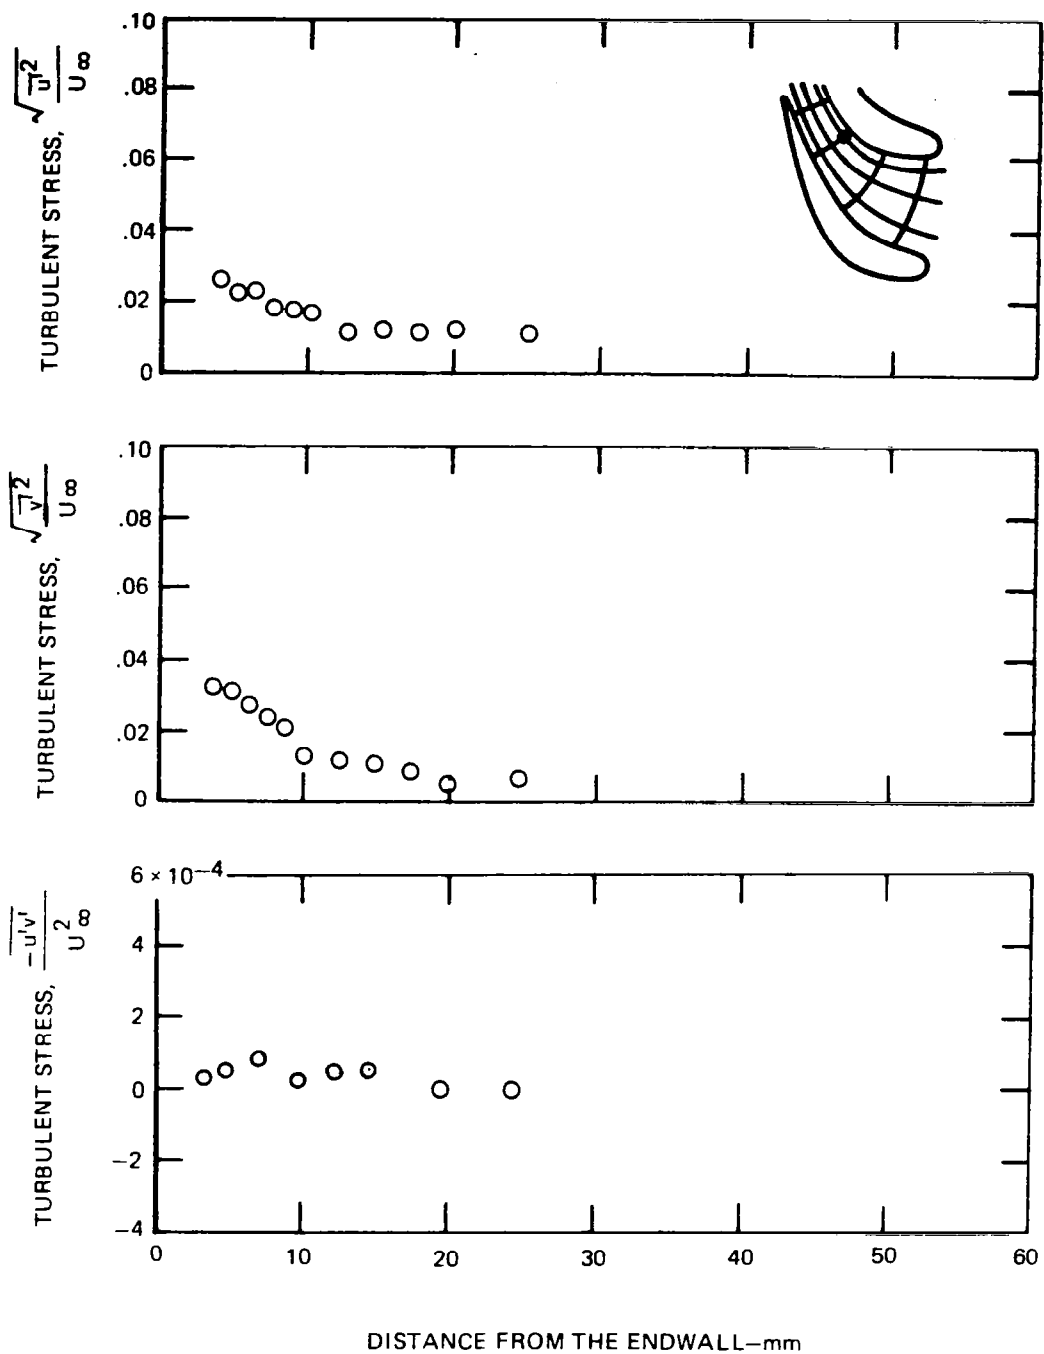 TURBULENT STRESS, √u'² / U∞
.10
.08
.06
.04
.02
0
TURBULENT STRESS, √v'² / U∞
.10
.08
.06
.04
.02
0
TURBULENT STRESS, −u'v' / U²∞
6 × 10⁻⁴
4
2
0
−2
−4
0 10 20 30 40 50 60
DISTANCE FROM THE ENDWALL—mm